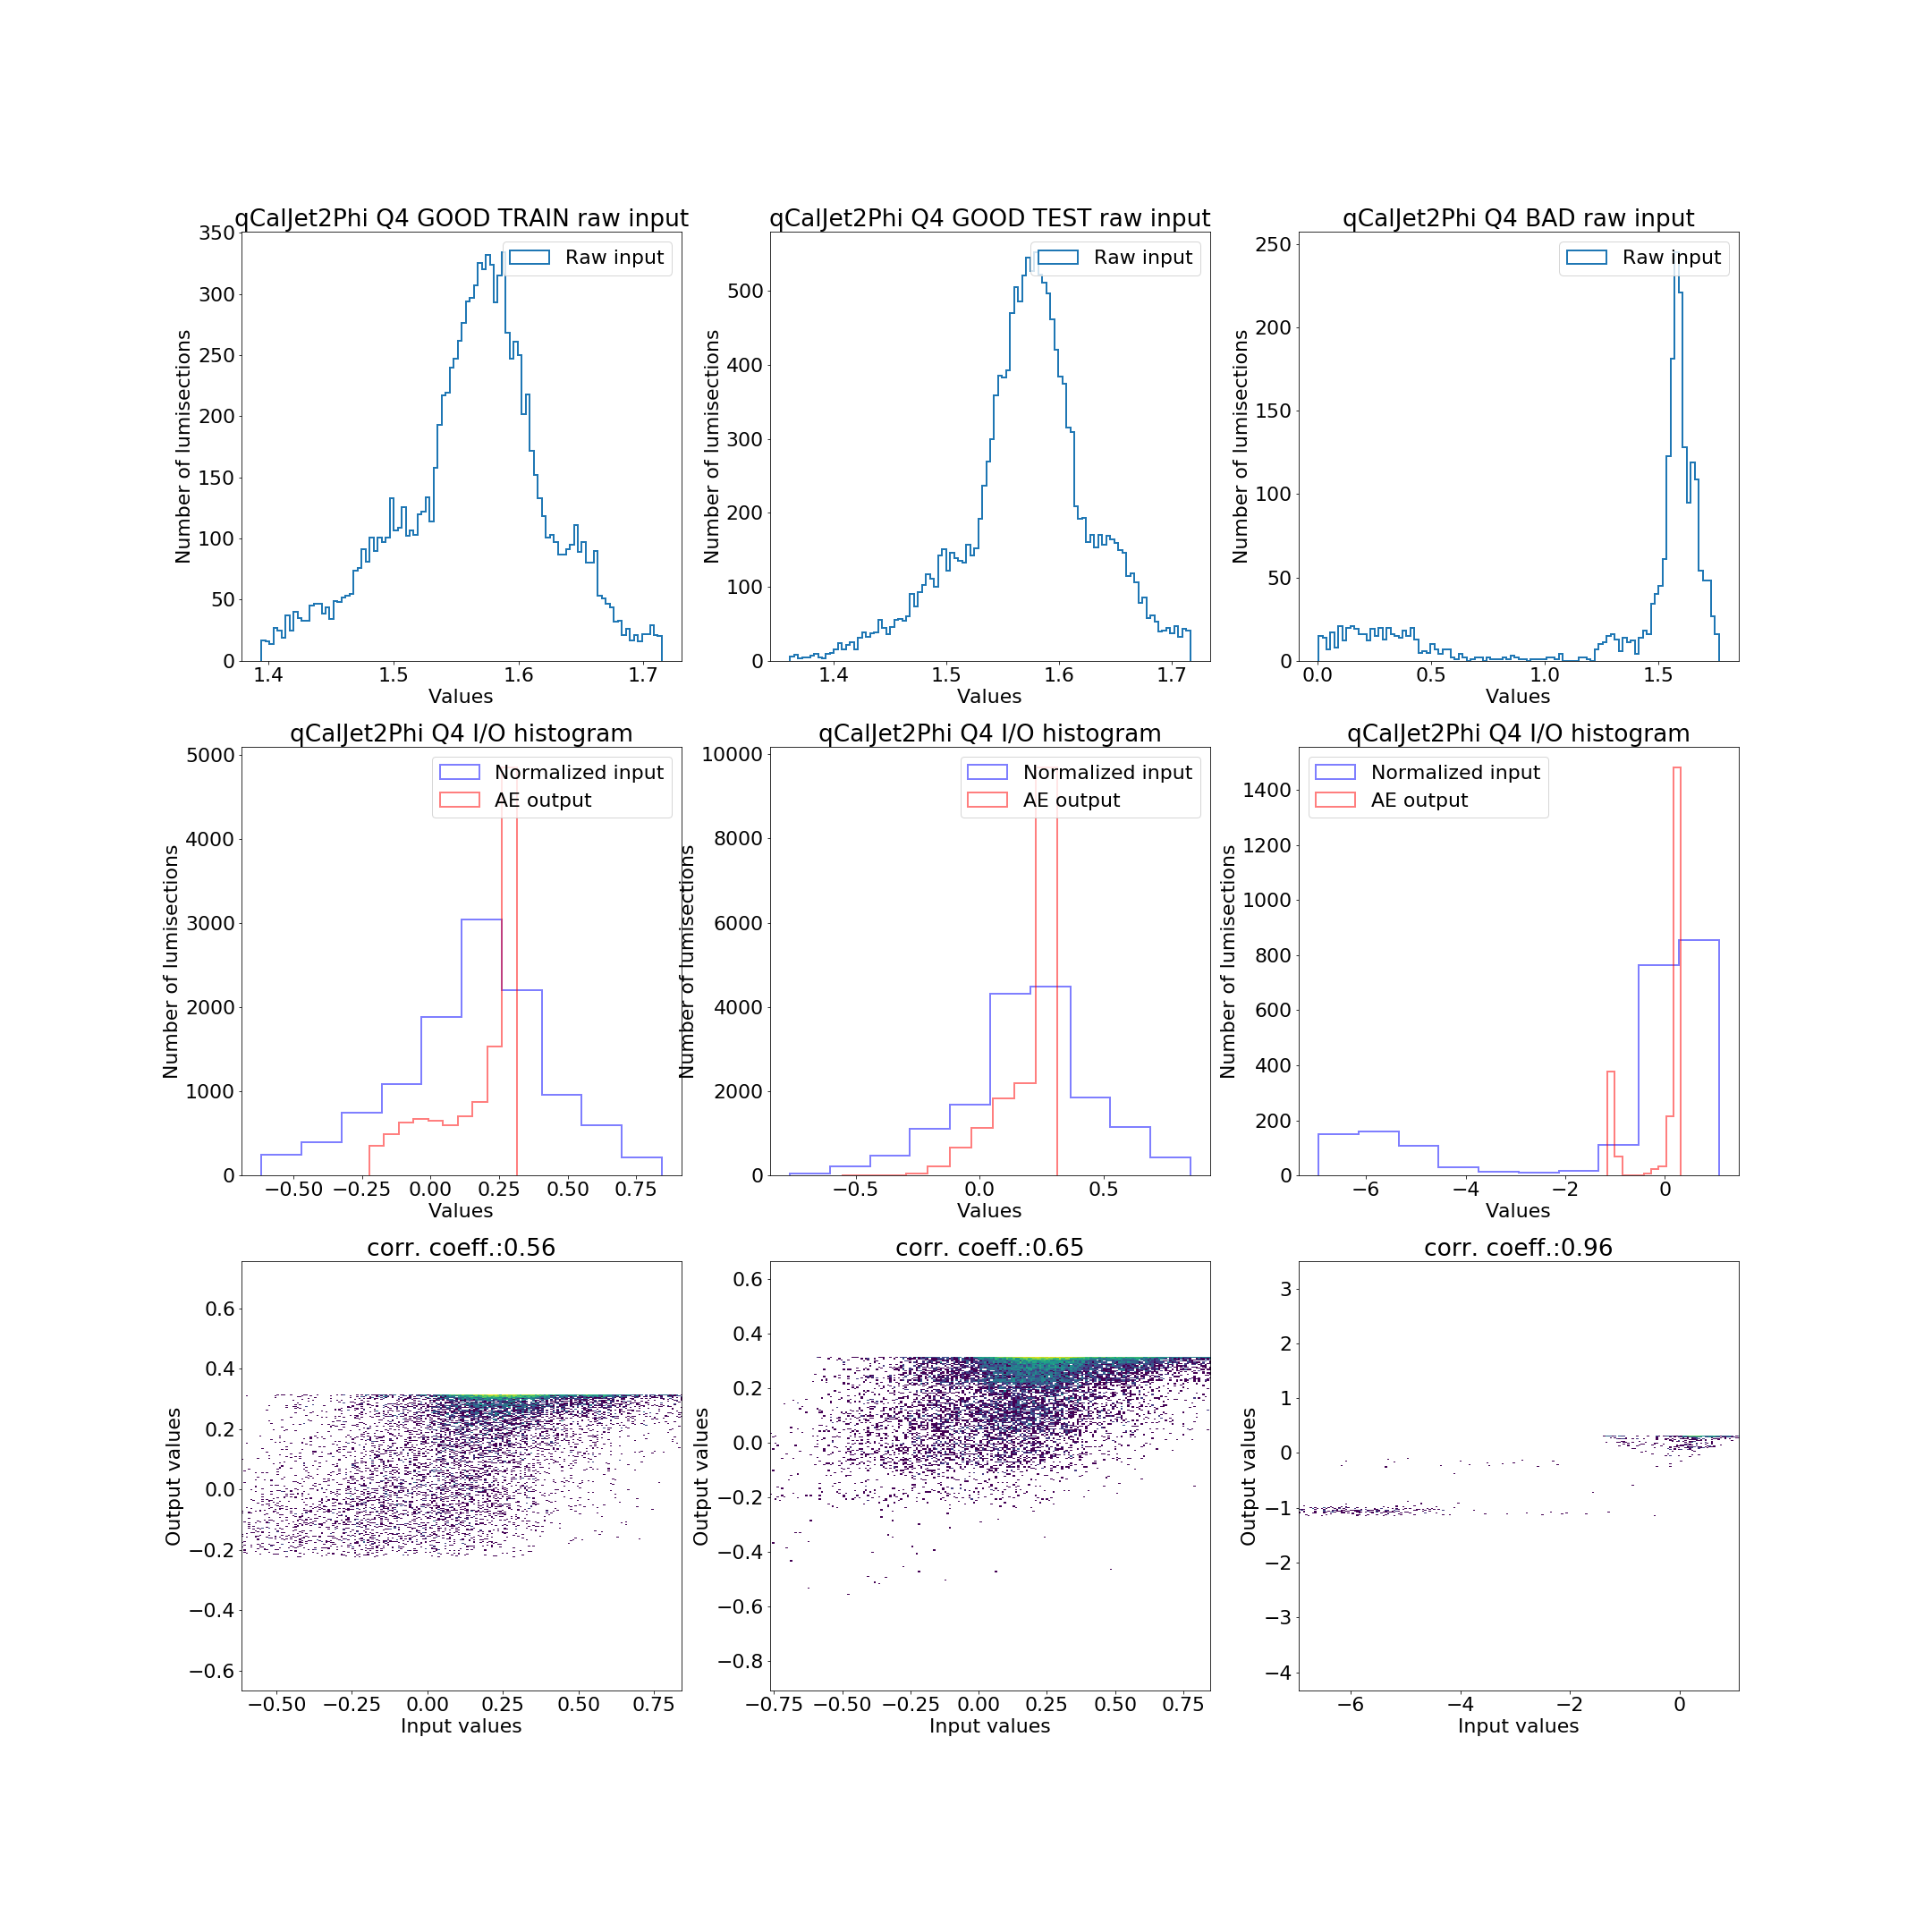 qCalJet2Phi Q4 GOOD TRAIN raw input
Raw input
Number of lumisections
350
300
250
200
150
100
50
0
1.4 1.5 1.6 1.7
Values
qCalJet2Phi Q4 GOOD TEST raw input
Raw input
Number of lumisections
500
400
300
200
100
0
1.4 1.5 1.6 1.7
Values
qCalJet2Phi Q4 BAD raw input
Raw input
Number of lumisections
250
200
150
100
50
0
0.0 0.5 1.0 1.5
Values
qCalJet2Phi Q4 I/O histogram
Normalized input
AE output
Number of lumisections
5000
4000
3000
2000
1000
0
−0.50 −0.25 0.00 0.25 0.50 0.75
Values
qCalJet2Phi Q4 I/O histogram
Normalized input
AE output
Number of lumisections
10000
8000
6000
4000
2000
0
−0.5 0.0 0.5
Values
qCalJet2Phi Q4 I/O histogram
Normalized input
AE output
Number of lumisections
1400
1200
1000
800
600
400
200
0
−6 −4 −2 0
Values
corr. coeff.:0.56
Output values
0.6
0.4
0.2
0.0
−0.2
−0.4
−0.6
−0.50 −0.25 0.00 0.25 0.50 0.75
Input values
corr. coeff.:0.65
Output values
0.6
0.4
0.2
0.0
−0.2
−0.4
−0.6
−0.8
−0.75 −0.50 −0.25 0.00 0.25 0.50 0.75
Input values
corr. coeff.:0.96
Output values
3
2
1
0
−1
−2
−3
−4
−6 −4 −2 0
Input values